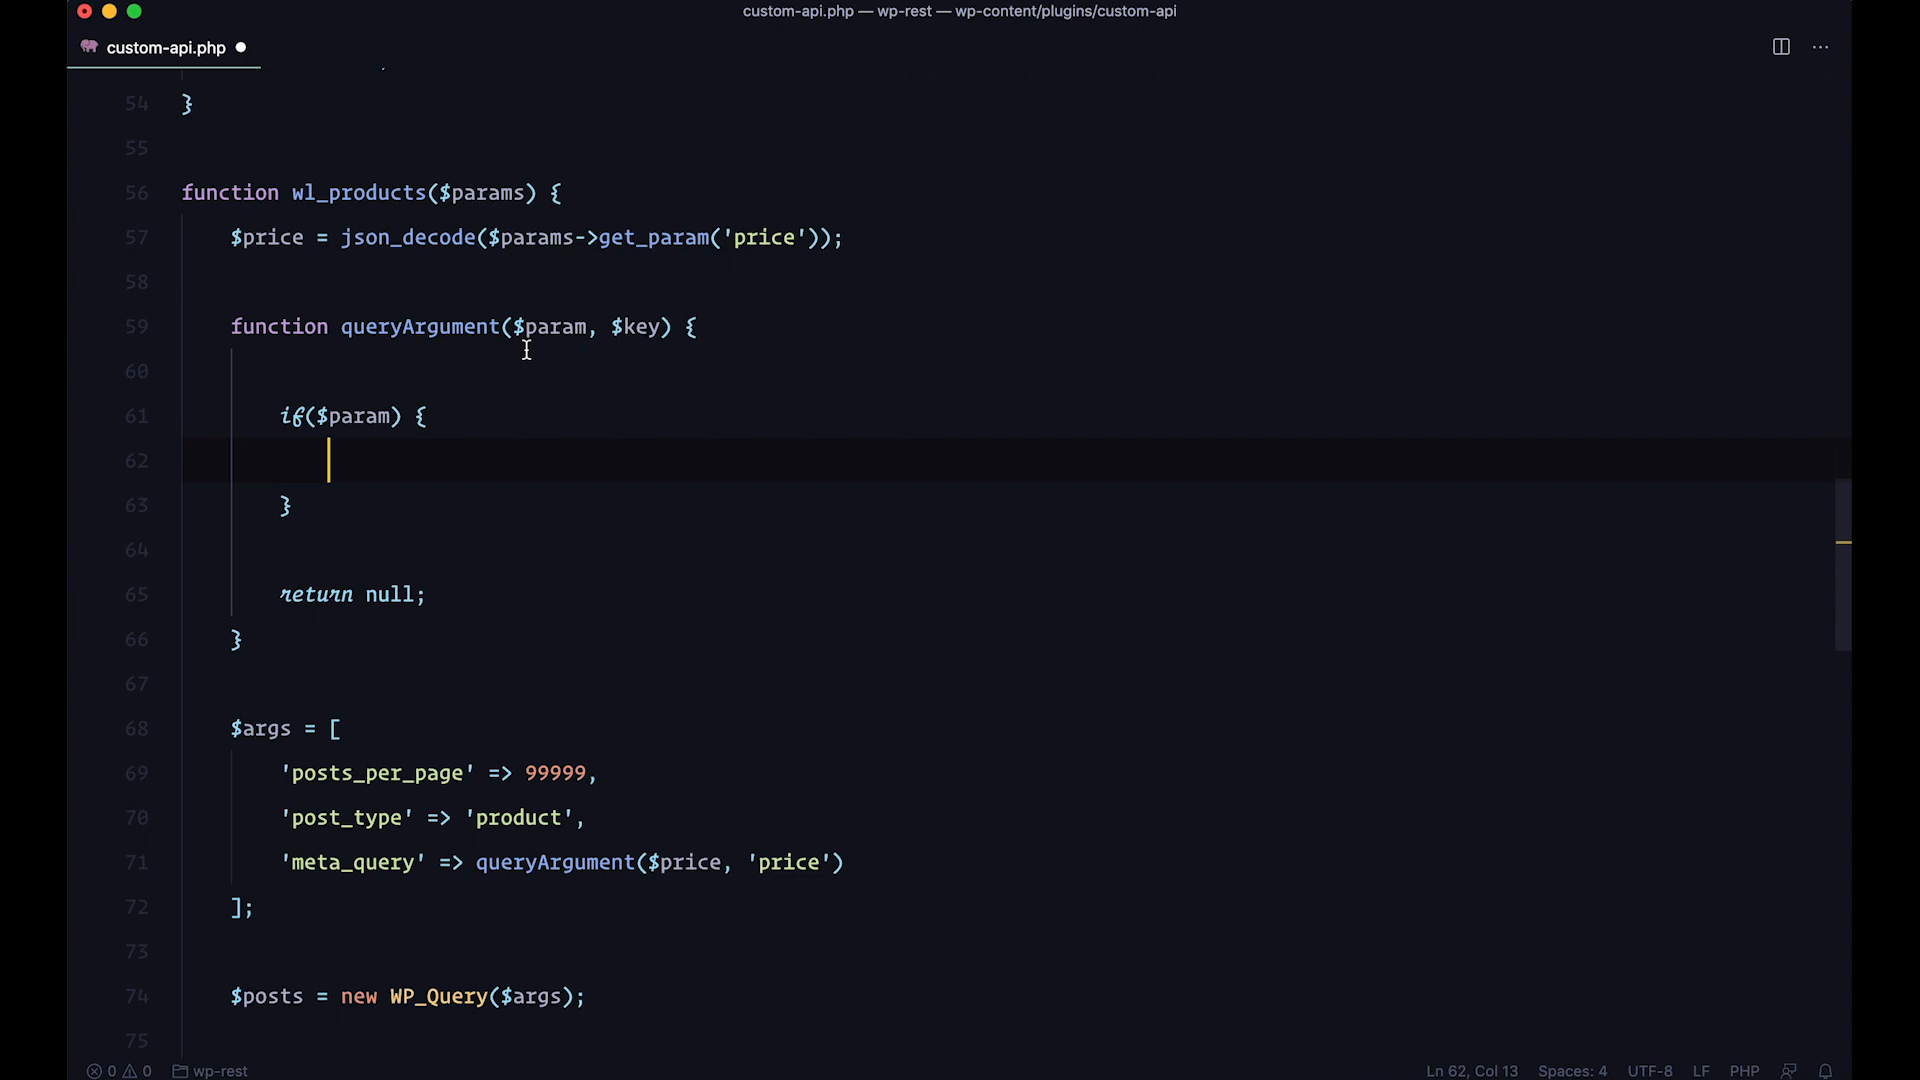 custom-api.php — wp-rest — wp-content/plugins/custom-api
custom-api.php
54 }
55
56 function wl_products($params) {
57 $price = json_decode($params->get_param('price'));
58
59 function queryArgument($param, $key) {
60
61 if($param) {
62
63 }
64
65 return null;
66 }
67
68 $args = [
69 'posts_per_page' => 99999,
70 'post_type' => 'product',
71 'meta_query' => queryArgument($price, 'price')
72 ];
73
74 $posts = new WP_Query($args);
75
0 0 wp-rest Ln 62, Col 13 Spaces: 4 UTF-8 LF PHP